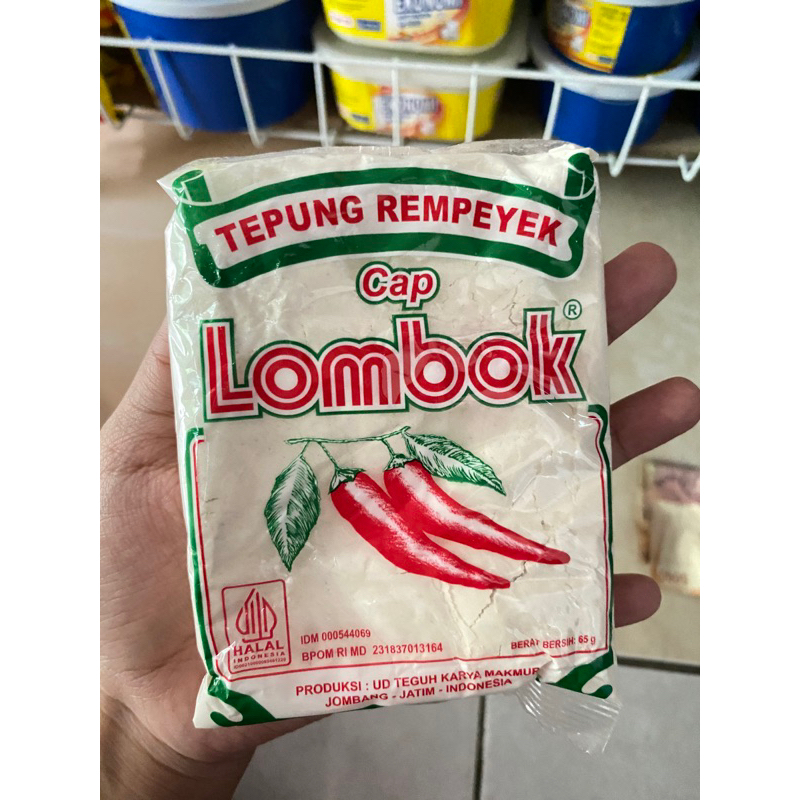 EKONOMI
TEPUNG REMPEYEK
Cap
Lombok®
HALAL
INDONESIA
IDM 000544069
BPOM RI MD 231837013164
BERAT BERSIH: 65 g
PRODUKSI : UD TEGUH KARYA MAKMUR
JOMBANG - JATIM - INDONESIA